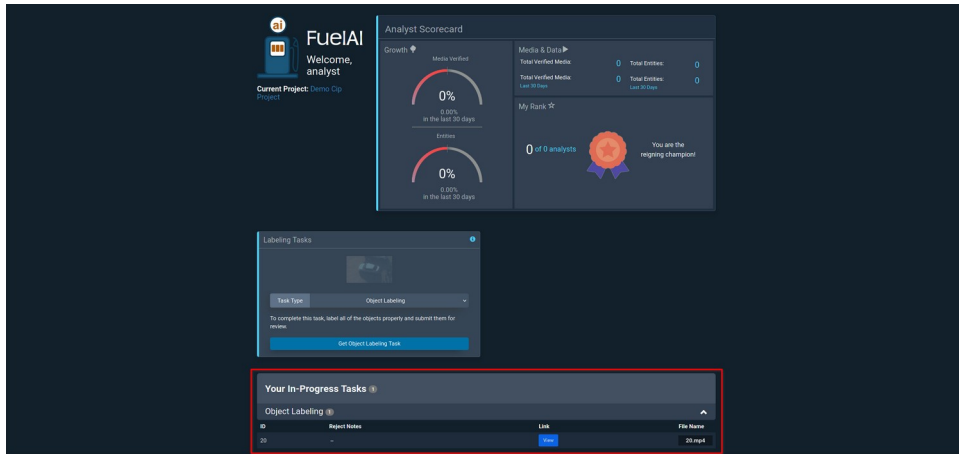 ai
FuelAI
Welcome,
analyst
Current Project: Demo Cip
Project
Analyst Scorecard
Growth
Media Verified
0%
0.00%
in the last 30 days
Entities
0%
0.00%
in the last 30 days
Media & Data
Total Verified Media: 0 Total Entities: 0
Total Verified Media: 0 Total Entities: 0
Last 30 Days Last 30 Days
My Rank
0 of 0 analysts
You are the
reigning champion!
Labeling Tasks
Task Type Object Labeling
To complete this task, label all of the objects properly and submit them for
review.
Get Object Labeling Task
Your In-Progress Tasks 1
Object Labeling 1
ID Reject Notes Link File Name
20 – View 20.mp4